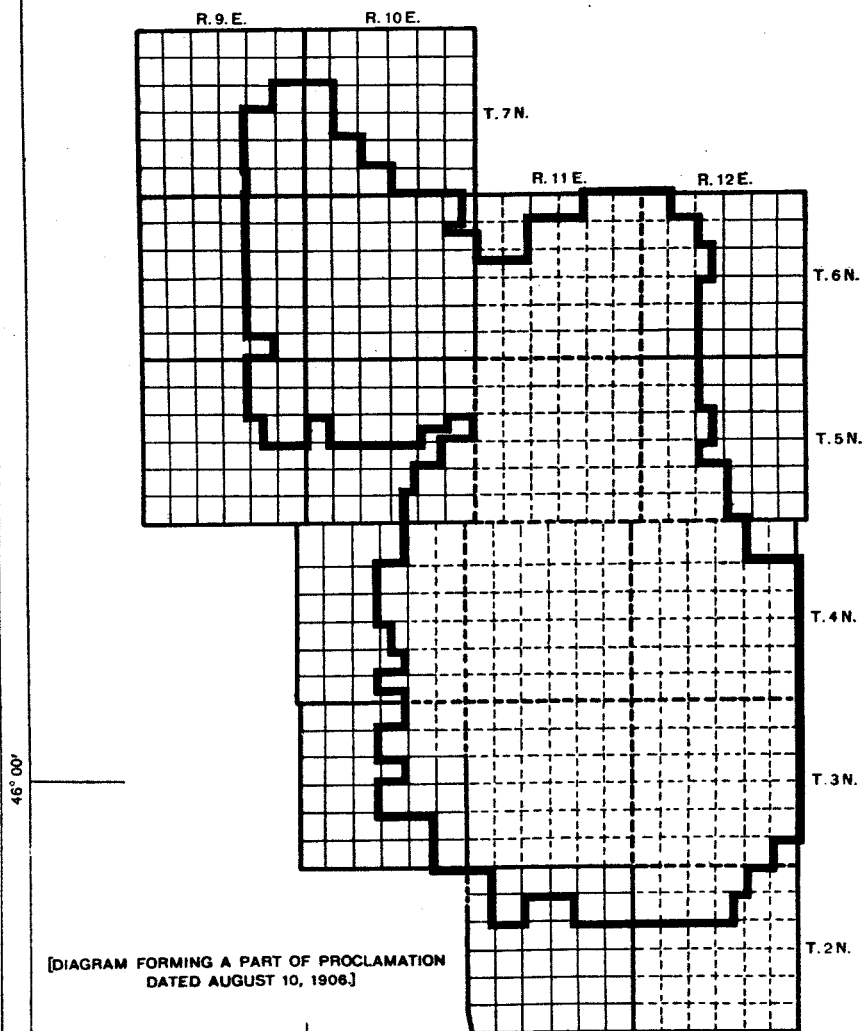 R. 9. E.
R. 10 E.
T. 7 N.
R. 11 E.
R. 12 E.
T. 6 N.
T. 5 N.
T. 4 N.
46° 00'
T. 3 N.
T. 2 N.
[DIAGRAM FORMING A PART OF PROCLAMATION
DATED AUGUST 10, 1906.]